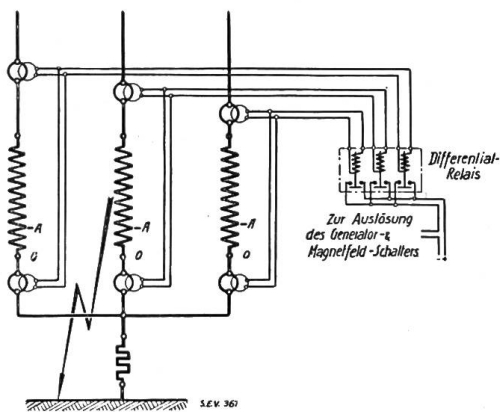 Differential-
Relais
Zur Auslösung
des Generator- &
Magnetfeld-Schalters
-A
-A
-A
O
O
O
S.E.V. 361